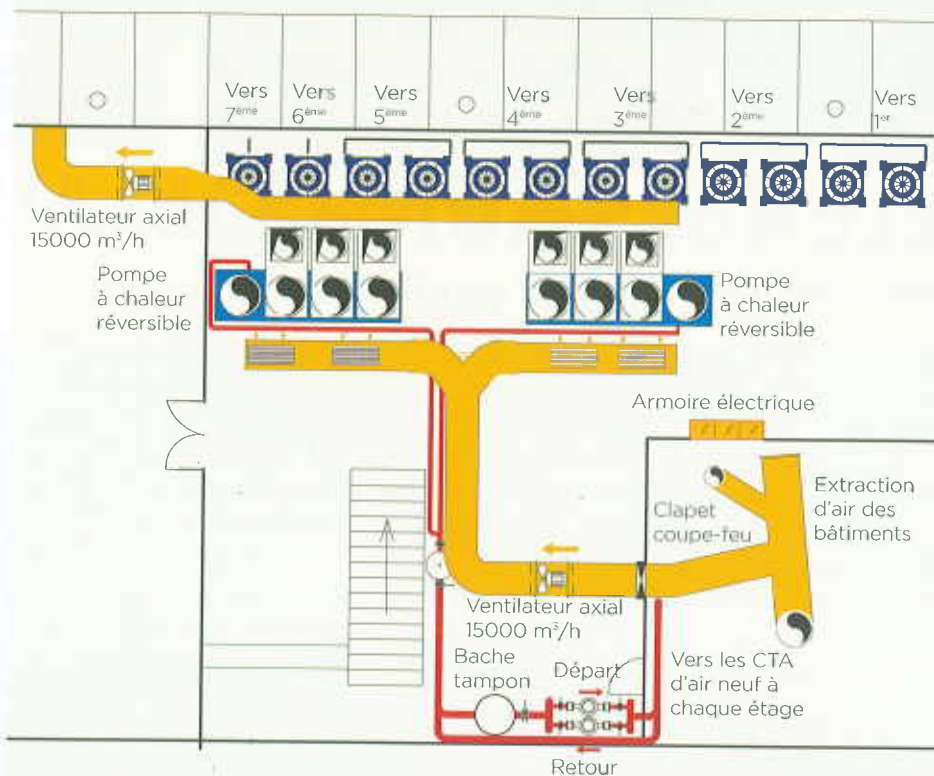 Vers
7ème
Vers
6ème
Vers
5ème
Vers
4ème
Vers
3ème
Vers
2ème
Vers
1er
Ventilateur axial
15000 m³/h
Pompe
à chaleur
réversible
Pompe
à chaleur
réversible
Armoire électrique
Clapet
coupe-feu
Extraction
d'air des
bâtiments
Ventilateur axial
15000 m³/h
Bache
tampon
Départ
Vers les CTA
d'air neuf à
chaque étage
Retour